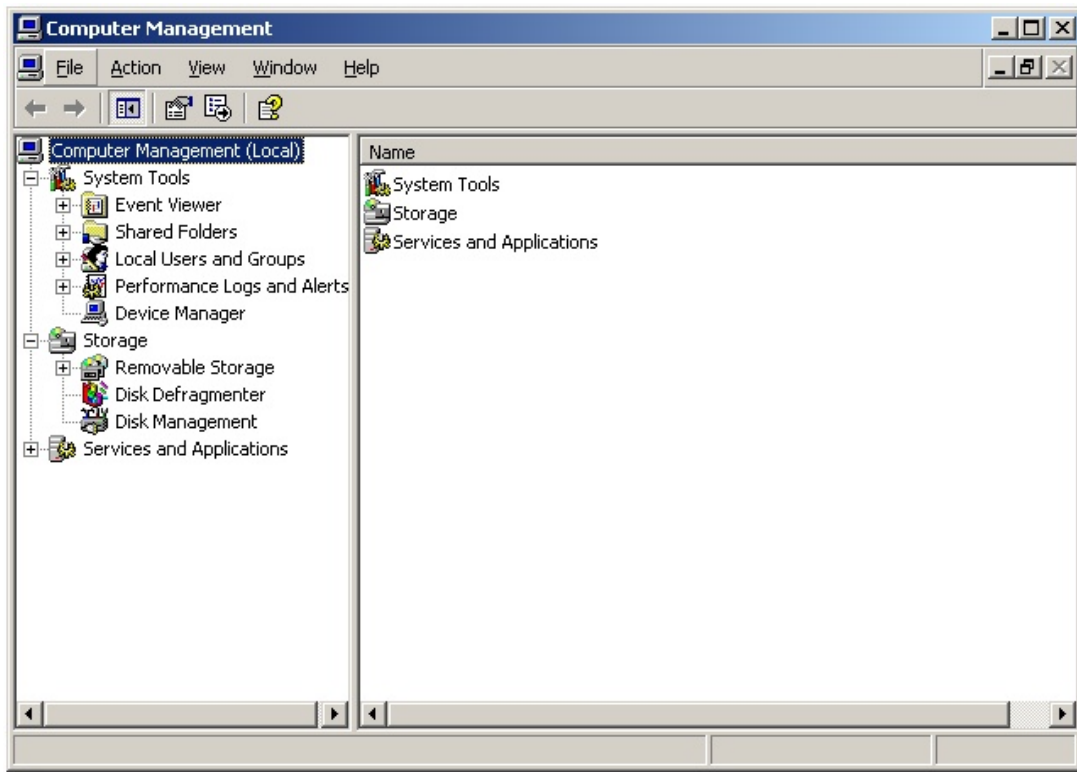 Computer Management
File Action View Window Help
Computer Management (Local)
System Tools
Event Viewer
Shared Folders
Local Users and Groups
Performance Logs and Alerts
Device Manager
Storage
Removable Storage
Disk Defragmenter
Disk Management
Services and Applications
Name
System Tools
Storage
Services and Applications